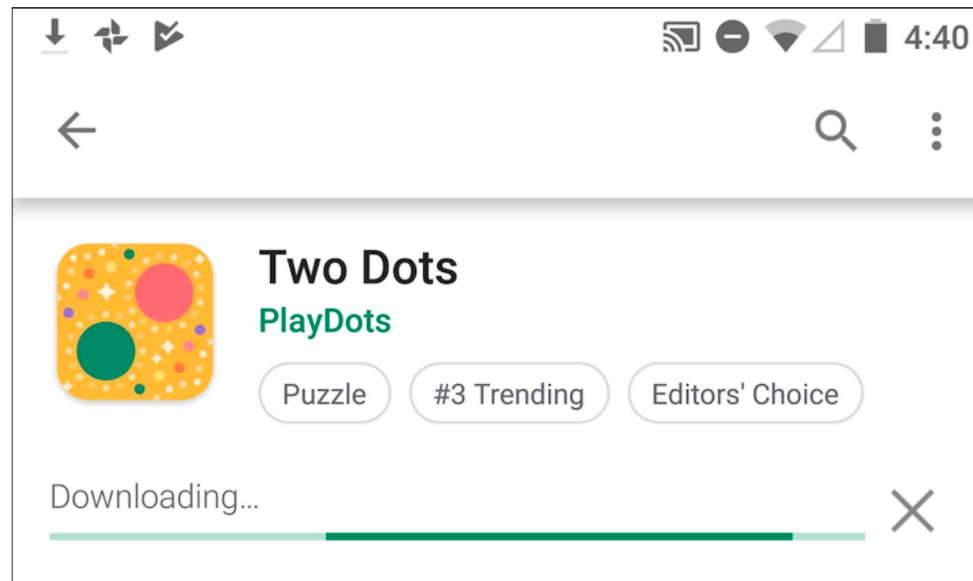 4:40
Two Dots
PlayDots
Puzzle #3 Trending Editors' Choice
Downloading...